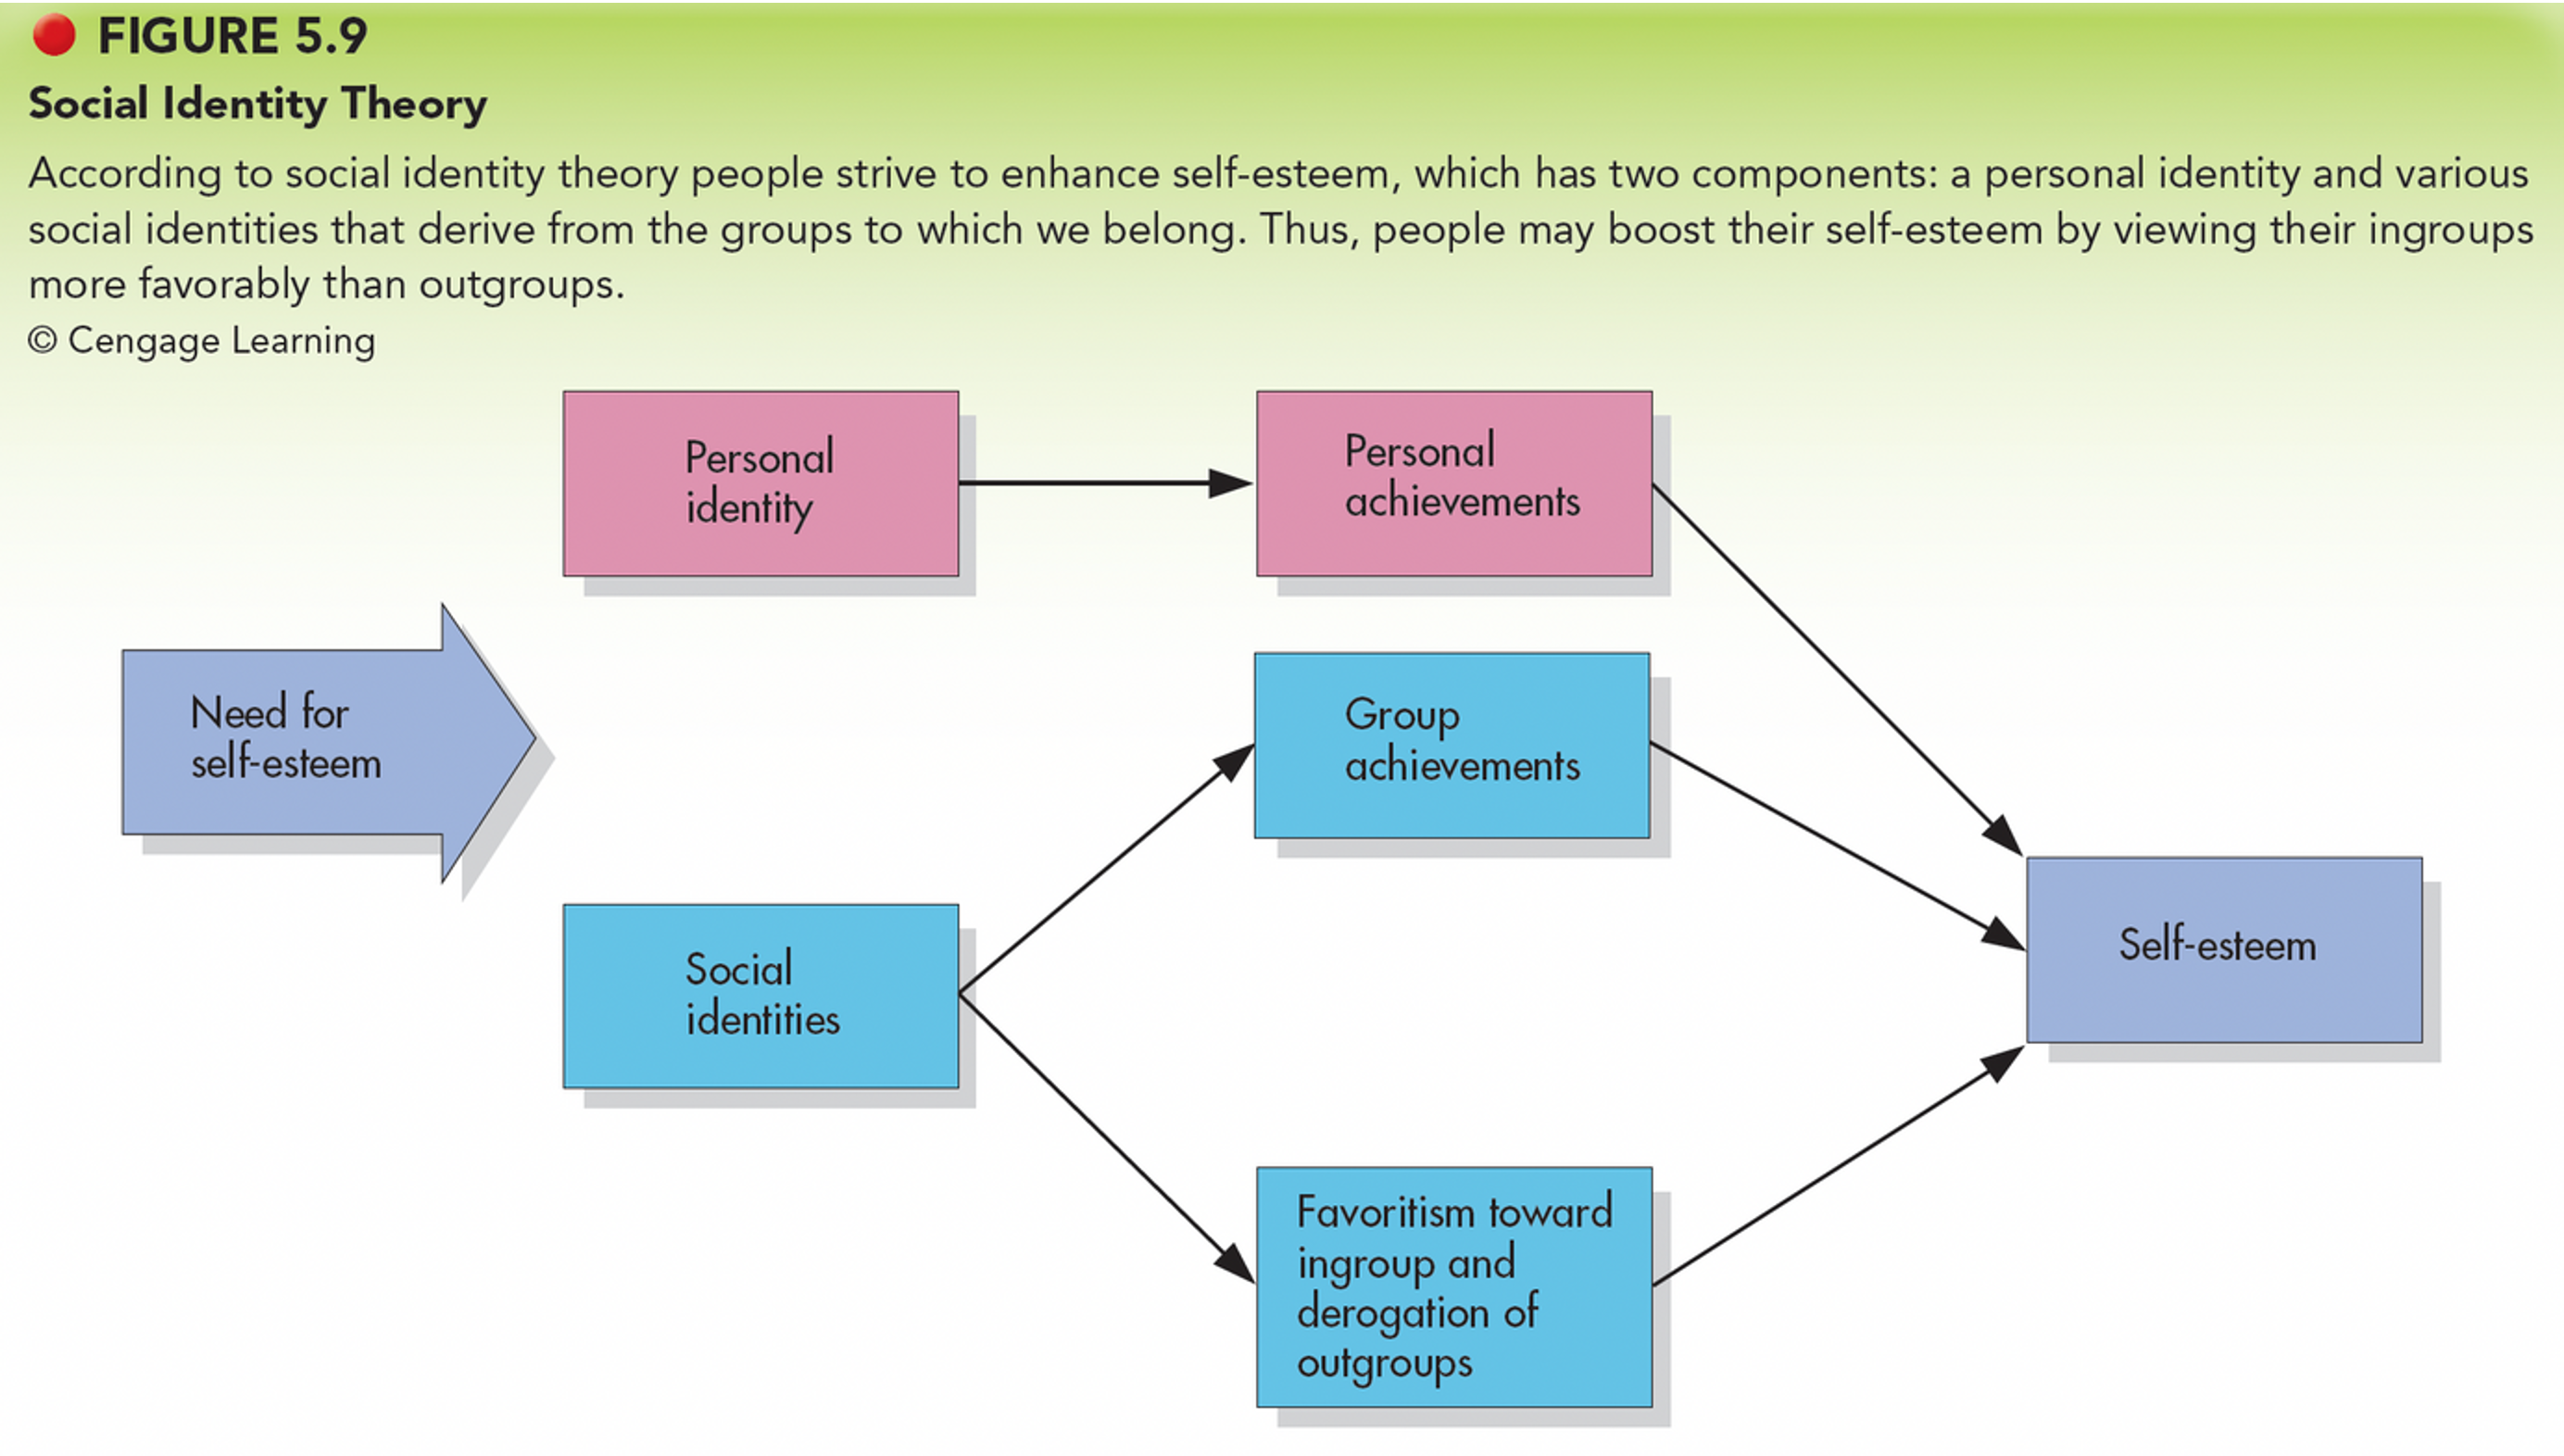 FIGURE 5.9
Social Identity Theory
According to social identity theory people strive to enhance self-esteem, which has two components: a personal identity and various
social identities that derive from the groups to which we belong. Thus, people may boost their self-esteem by viewing their ingroups
more favorably than outgroups.
© Cengage Learning
Personal
identity
Personal
achievements
Need for
self-esteem
Group
achievements
Social
identities
Self-esteem
Favoritism toward
ingroup and
derogation of
outgroups